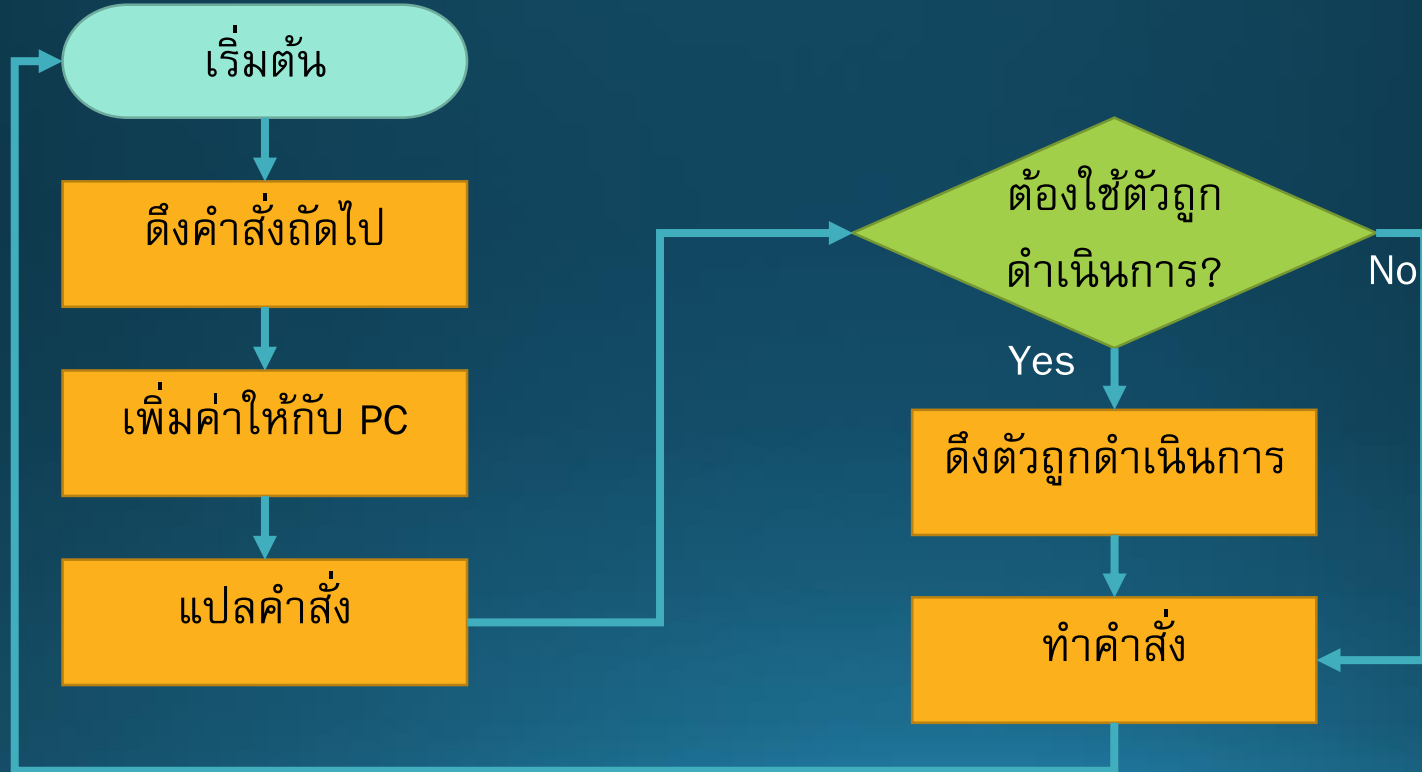 เริ่มต้น
ดึงคำสั่งถัดไป
เพิ่มค่าให้กับ PC
แปลคำสั่ง
ต้องใช้ตัวถูก
ดำเนินการ?
No
Yes
ดึงตัวถูกดำเนินการ
ทำคำสั่ง